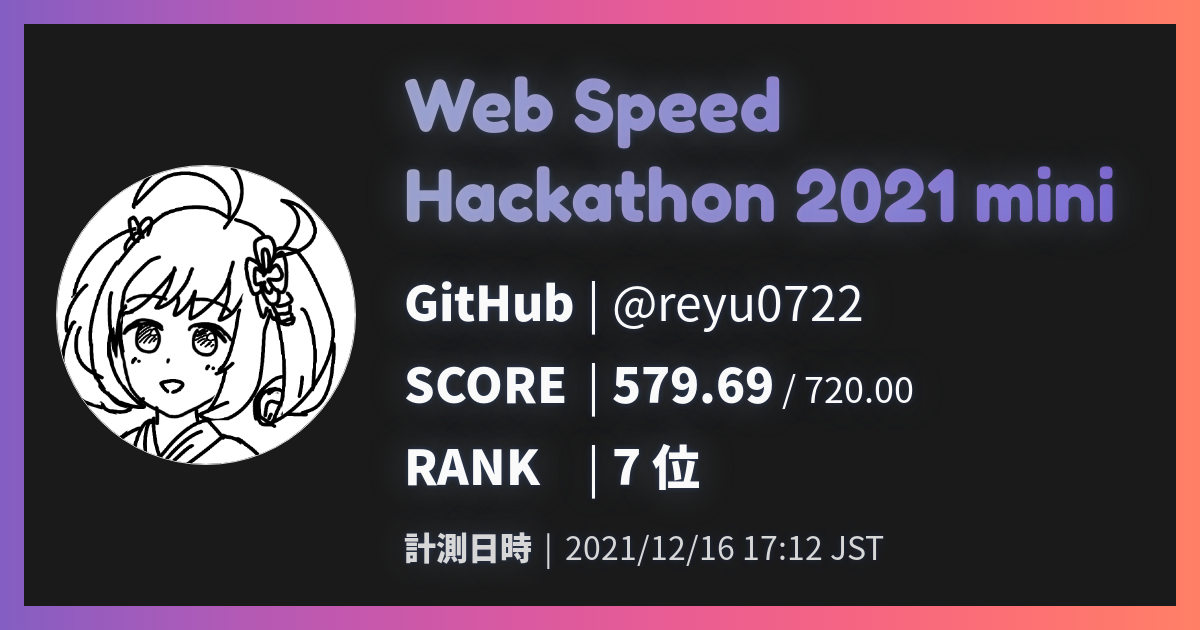 Web Speed
Hackathon 2021 mini
GitHub | @reyu0722
SCORE | 579.69 / 720.00
RANK | 7 位
計測日時 | 2021/12/16 17:12 JST